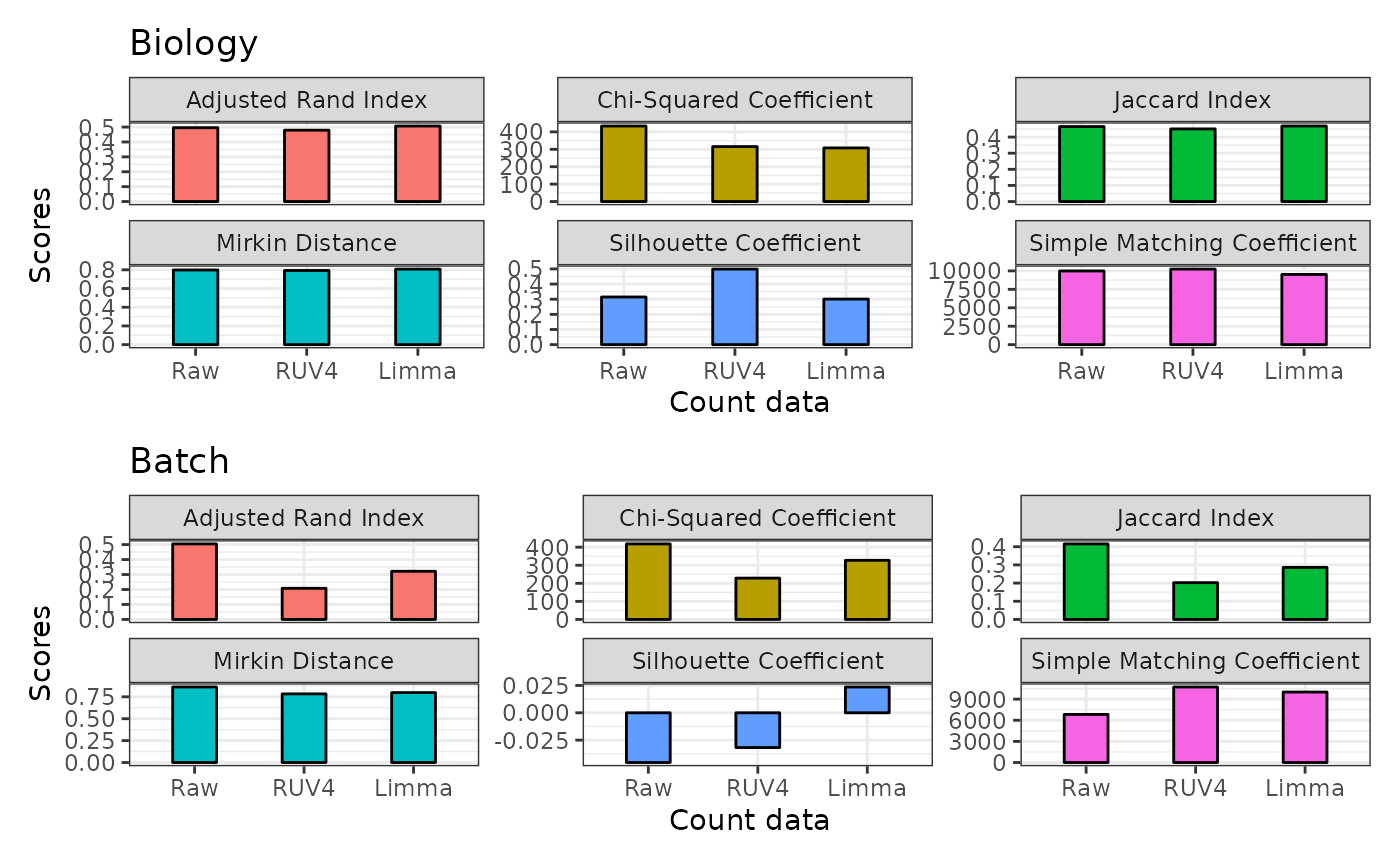 Biology
Adjusted Rand Index
Chi-Squared Coefficient
Jaccard Index
0.5
0.4
0.3
0.2
0.1
0.0
400
300
200
100
0
0.4
0.3
0.2
0.1
0.0
Scores
Mirkin Distance
Silhouette Coefficient
Simple Matching Coefficient
0.8
0.6
0.4
0.2
0.0
0.5
0.4
0.3
0.2
0.1
0.0
10000
7500
5000
2500
0
Raw RUV4 Limma
Raw RUV4 Limma
Raw RUV4 Limma
Count data
Batch
Adjusted Rand Index
Chi-Squared Coefficient
Jaccard Index
0.5
0.4
0.3
0.2
0.1
0.0
400
300
200
100
0
0.4
0.3
0.2
0.1
0.0
Scores
Mirkin Distance
Silhouette Coefficient
Simple Matching Coefficient
0.75
0.50
0.25
0.00
0.025
0.000
-0.025
9000
6000
3000
0
Raw RUV4 Limma
Raw RUV4 Limma
Raw RUV4 Limma
Count data